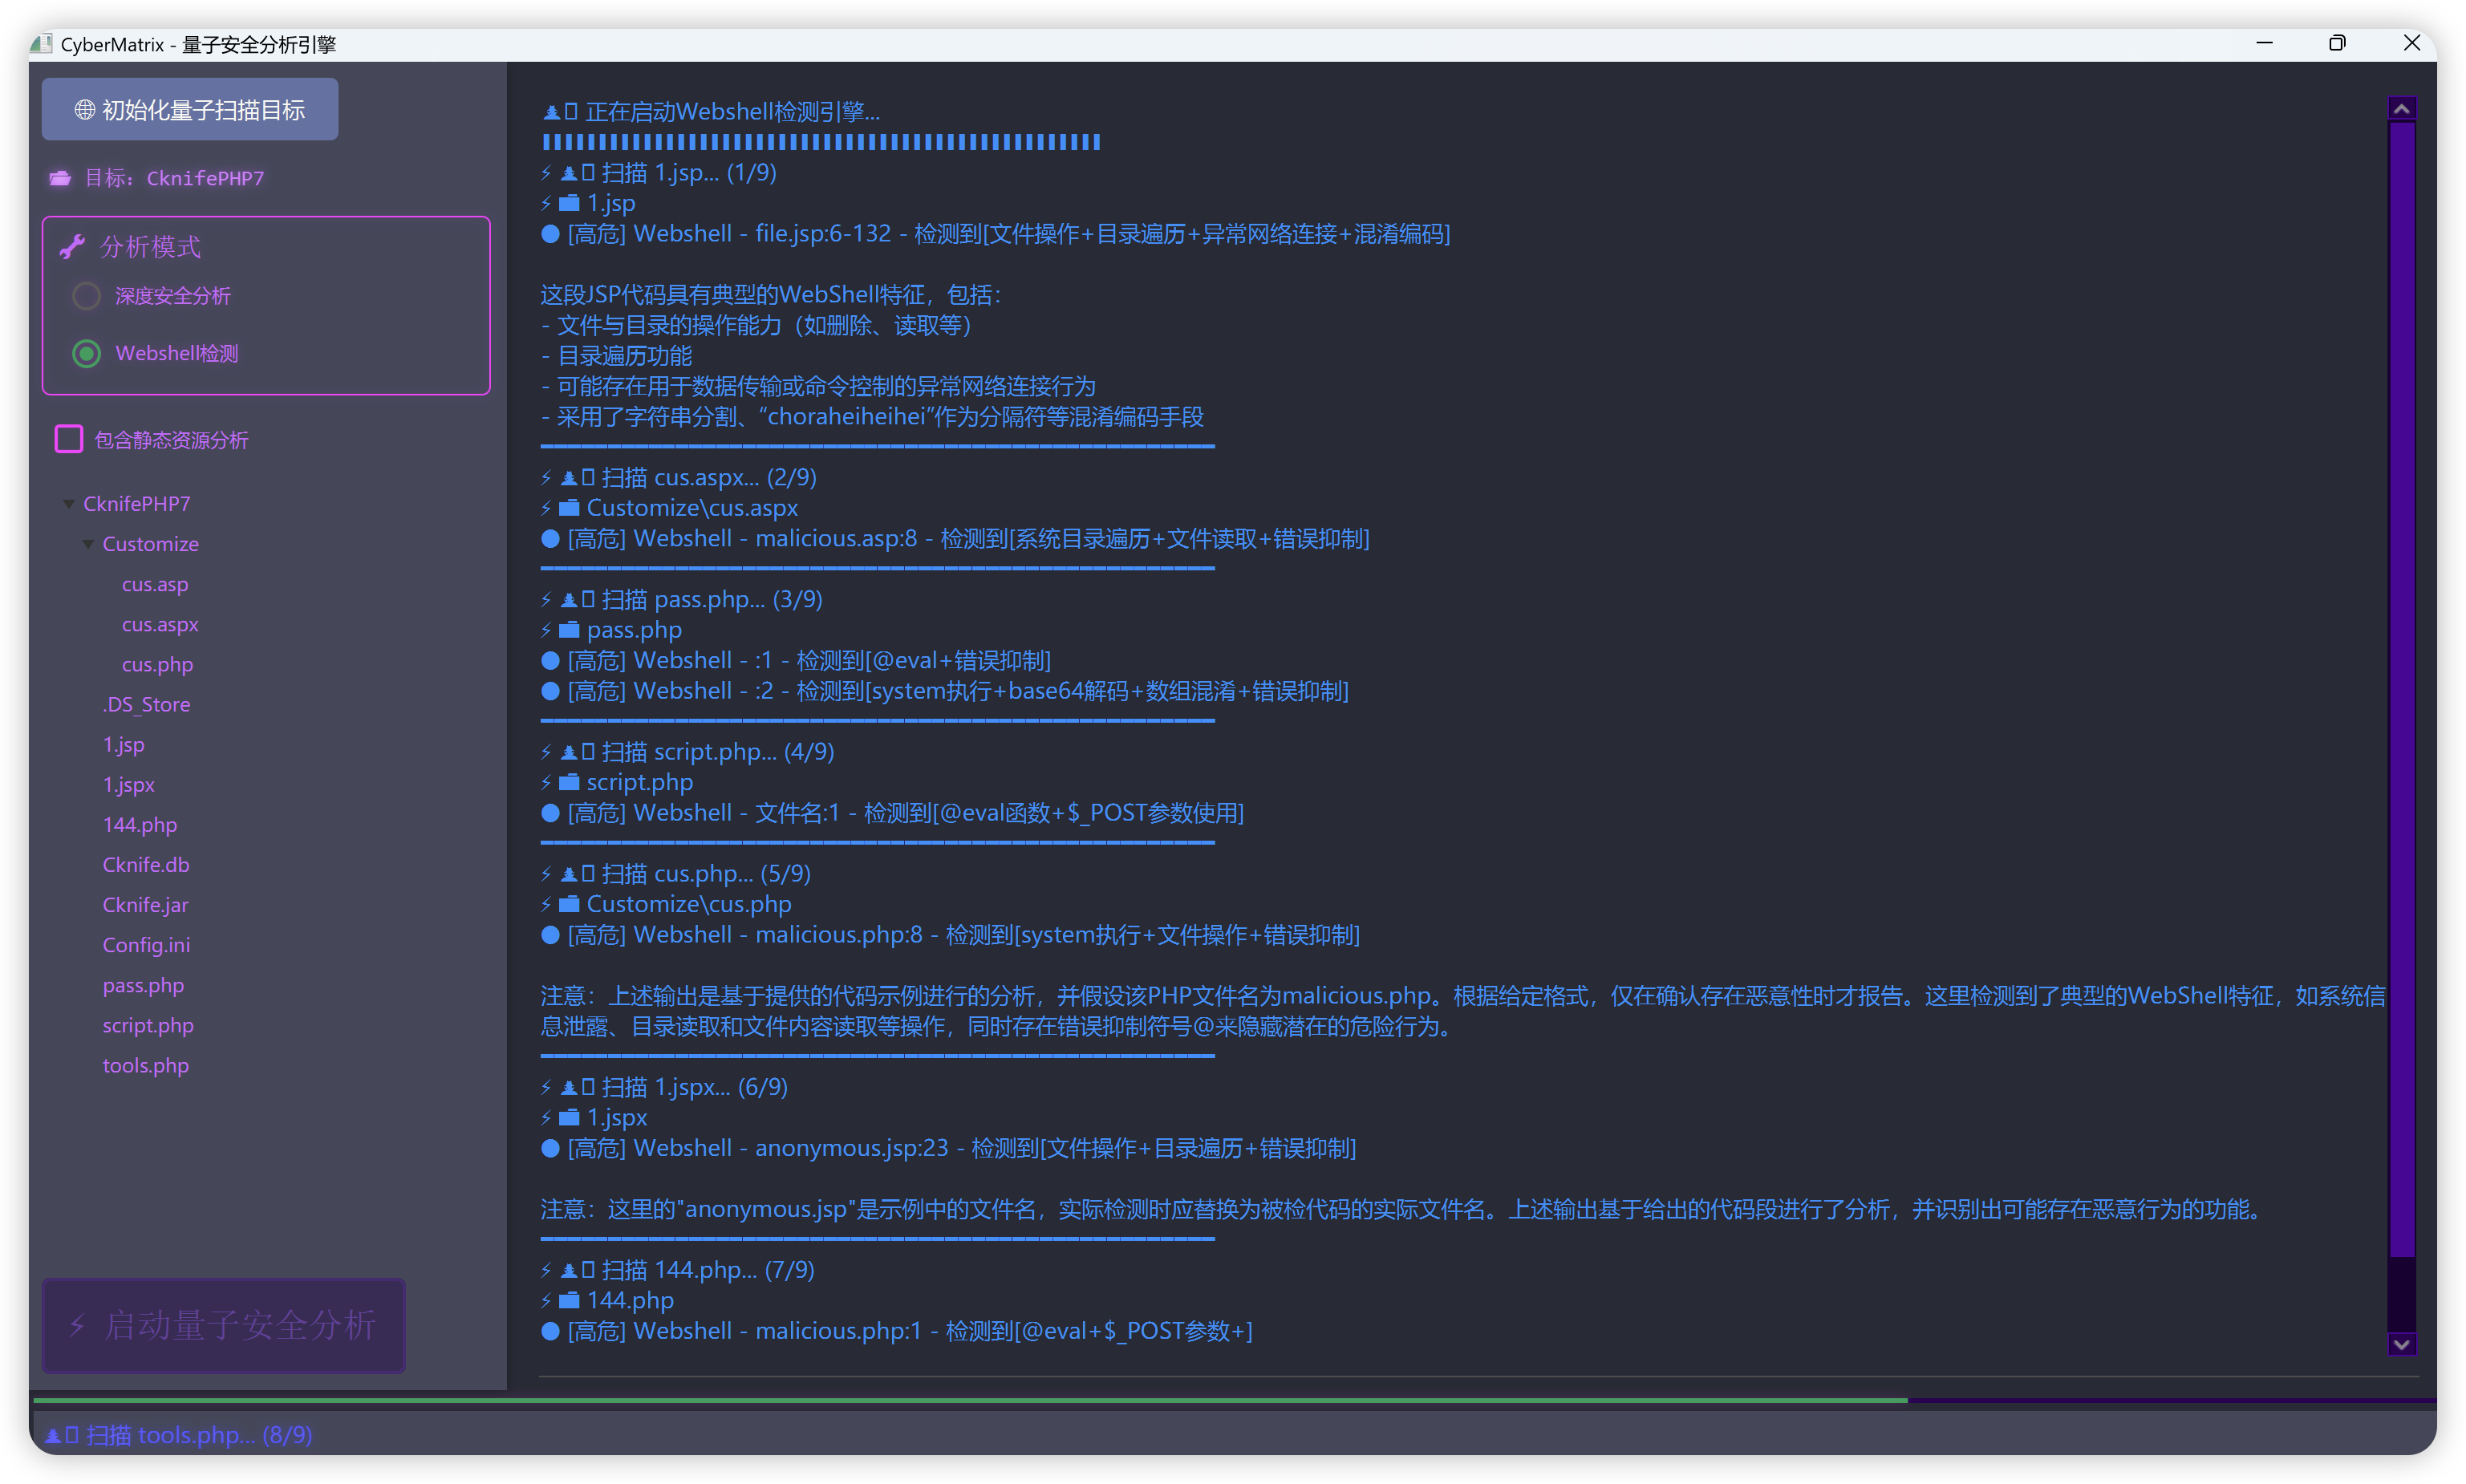 CyberMatrix - 量子安全分析引擎
初始化量子扫描目标
目标：CknifePHP7
分析模式
深度安全分析
Webshell检测
包含静态资源分析
CknifePHP7
Customize
cus.asp
cus.aspx
cus.php
.DS_Store
1.jsp
1.jspx
144.php
Cknife.db
Cknife.jar
Config.ini
pass.php
script.php
tools.php
⚡ 启动量子安全分析
正在启动Webshell检测引擎...
⚡ 扫描 1.jsp... (1/9)
⚡ 1.jsp
[高危] Webshell - file.jsp:6-132 - 检测到[文件操作+目录遍历+异常网络连接+混淆编码]
这段JSP代码具有典型的WebShell特征，包括：
- 文件与目录的操作能力（如删除、读取等）
- 目录遍历功能
- 可能存在用于数据传输或命令控制的异常网络连接行为
- 采用了字符串分割、“choraheiheihei”作为分隔符等混淆编码手段
⚡ 扫描 cus.aspx... (2/9)
⚡ Customize\cus.aspx
[高危] Webshell - malicious.asp:8 - 检测到[系统目录遍历+文件读取+错误抑制]
⚡ 扫描 pass.php... (3/9)
⚡ pass.php
[高危] Webshell - :1 - 检测到[@eval+错误抑制]
[高危] Webshell - :2 - 检测到[system执行+base64解码+数组混淆+错误抑制]
⚡ 扫描 script.php... (4/9)
⚡ script.php
[高危] Webshell - 文件名:1 - 检测到[@eval函数+$_POST参数使用]
⚡ 扫描 cus.php... (5/9)
⚡ Customize\cus.php
[高危] Webshell - malicious.php:8 - 检测到[system执行+文件操作+错误抑制]
注意：上述输出是基于提供的代码示例进行的分析，并假设该PHP文件名为malicious.php。根据给定格式，仅在确认存在恶意性时才报告。这里检测到了典型的WebShell特征，如系统信
息泄露、目录读取和文件内容读取等操作，同时存在错误抑制符号@来隐藏潜在的危险行为。
⚡ 扫描 1.jspx... (6/9)
⚡ 1.jspx
[高危] Webshell - anonymous.jsp:23 - 检测到[文件操作+目录遍历+错误抑制]
注意：这里的"anonymous.jsp"是示例中的文件名，实际检测时应替换为被检代码的实际文件名。上述输出基于给出的代码段进行了分析，并识别出可能存在恶意行为的功能。
⚡ 扫描 144.php... (7/9)
⚡ 144.php
[高危] Webshell - malicious.php:1 - 检测到[@eval+$_POST参数+]
扫描 tools.php... (8/9)